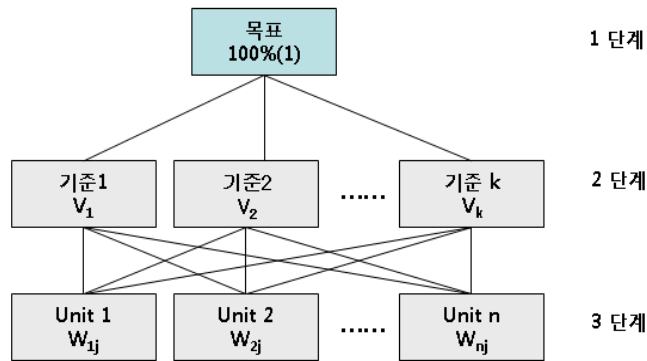 목표
100%(1)
1 단계
기준1
V1
기준2
V2
......
기준 k
Vk
2 단계
Unit 1
W1j
Unit 2
W2j
......
Unit n
Wnj
3 단계